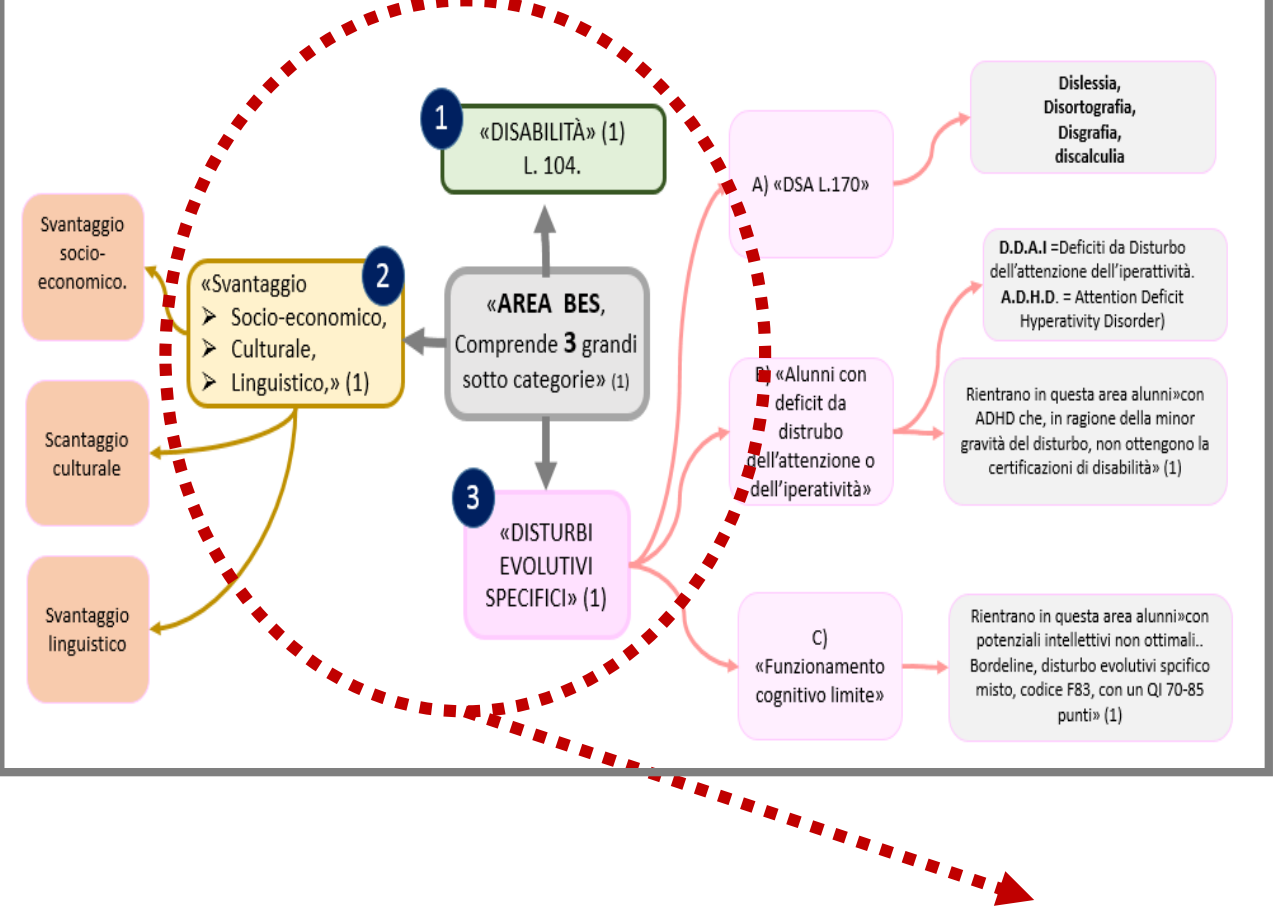 1
«DISABILITÀ» (1)
L. 104.
2
«Svantaggio
➢ Socio-economico,
➢ Culturale,
➢ Linguistico,» (1)
«AREA BES,
Comprende 3 grandi
sotto categorie» (1)
3
«DISTURBI
EVOLUTIVI
SPECIFICI» (1)
Svantaggio
socio-
economico.
Scantaggio
culturale
Svantaggio
linguistico
A) «DSA L.170»
Dislessia,
Disortografia,
Disgrafia,
discalculia
B) «Alunni con
deficit da
distrubo
dell'attenzione o
dell'iperatività»
D.D.A.I =Deficiti da Disturbo
dell'attenzione dell'iperattività.
A.D.H.D. = Attention Deficit
Hyperativity Disorder)
Rientrano in questa area alunni»con
ADHD che, in ragione della minor
gravità del disturbo, non ottengono la
certificazioni di disabilità» (1)
C)
«Funzionamento
cognitivo limite»
Rientrano in questa area alunni»con
potenziali intellettivi non ottimali..
Bordeline, disturbo evolutivi spcifico
misto, codice F83, con un QI 70-85
punti» (1)